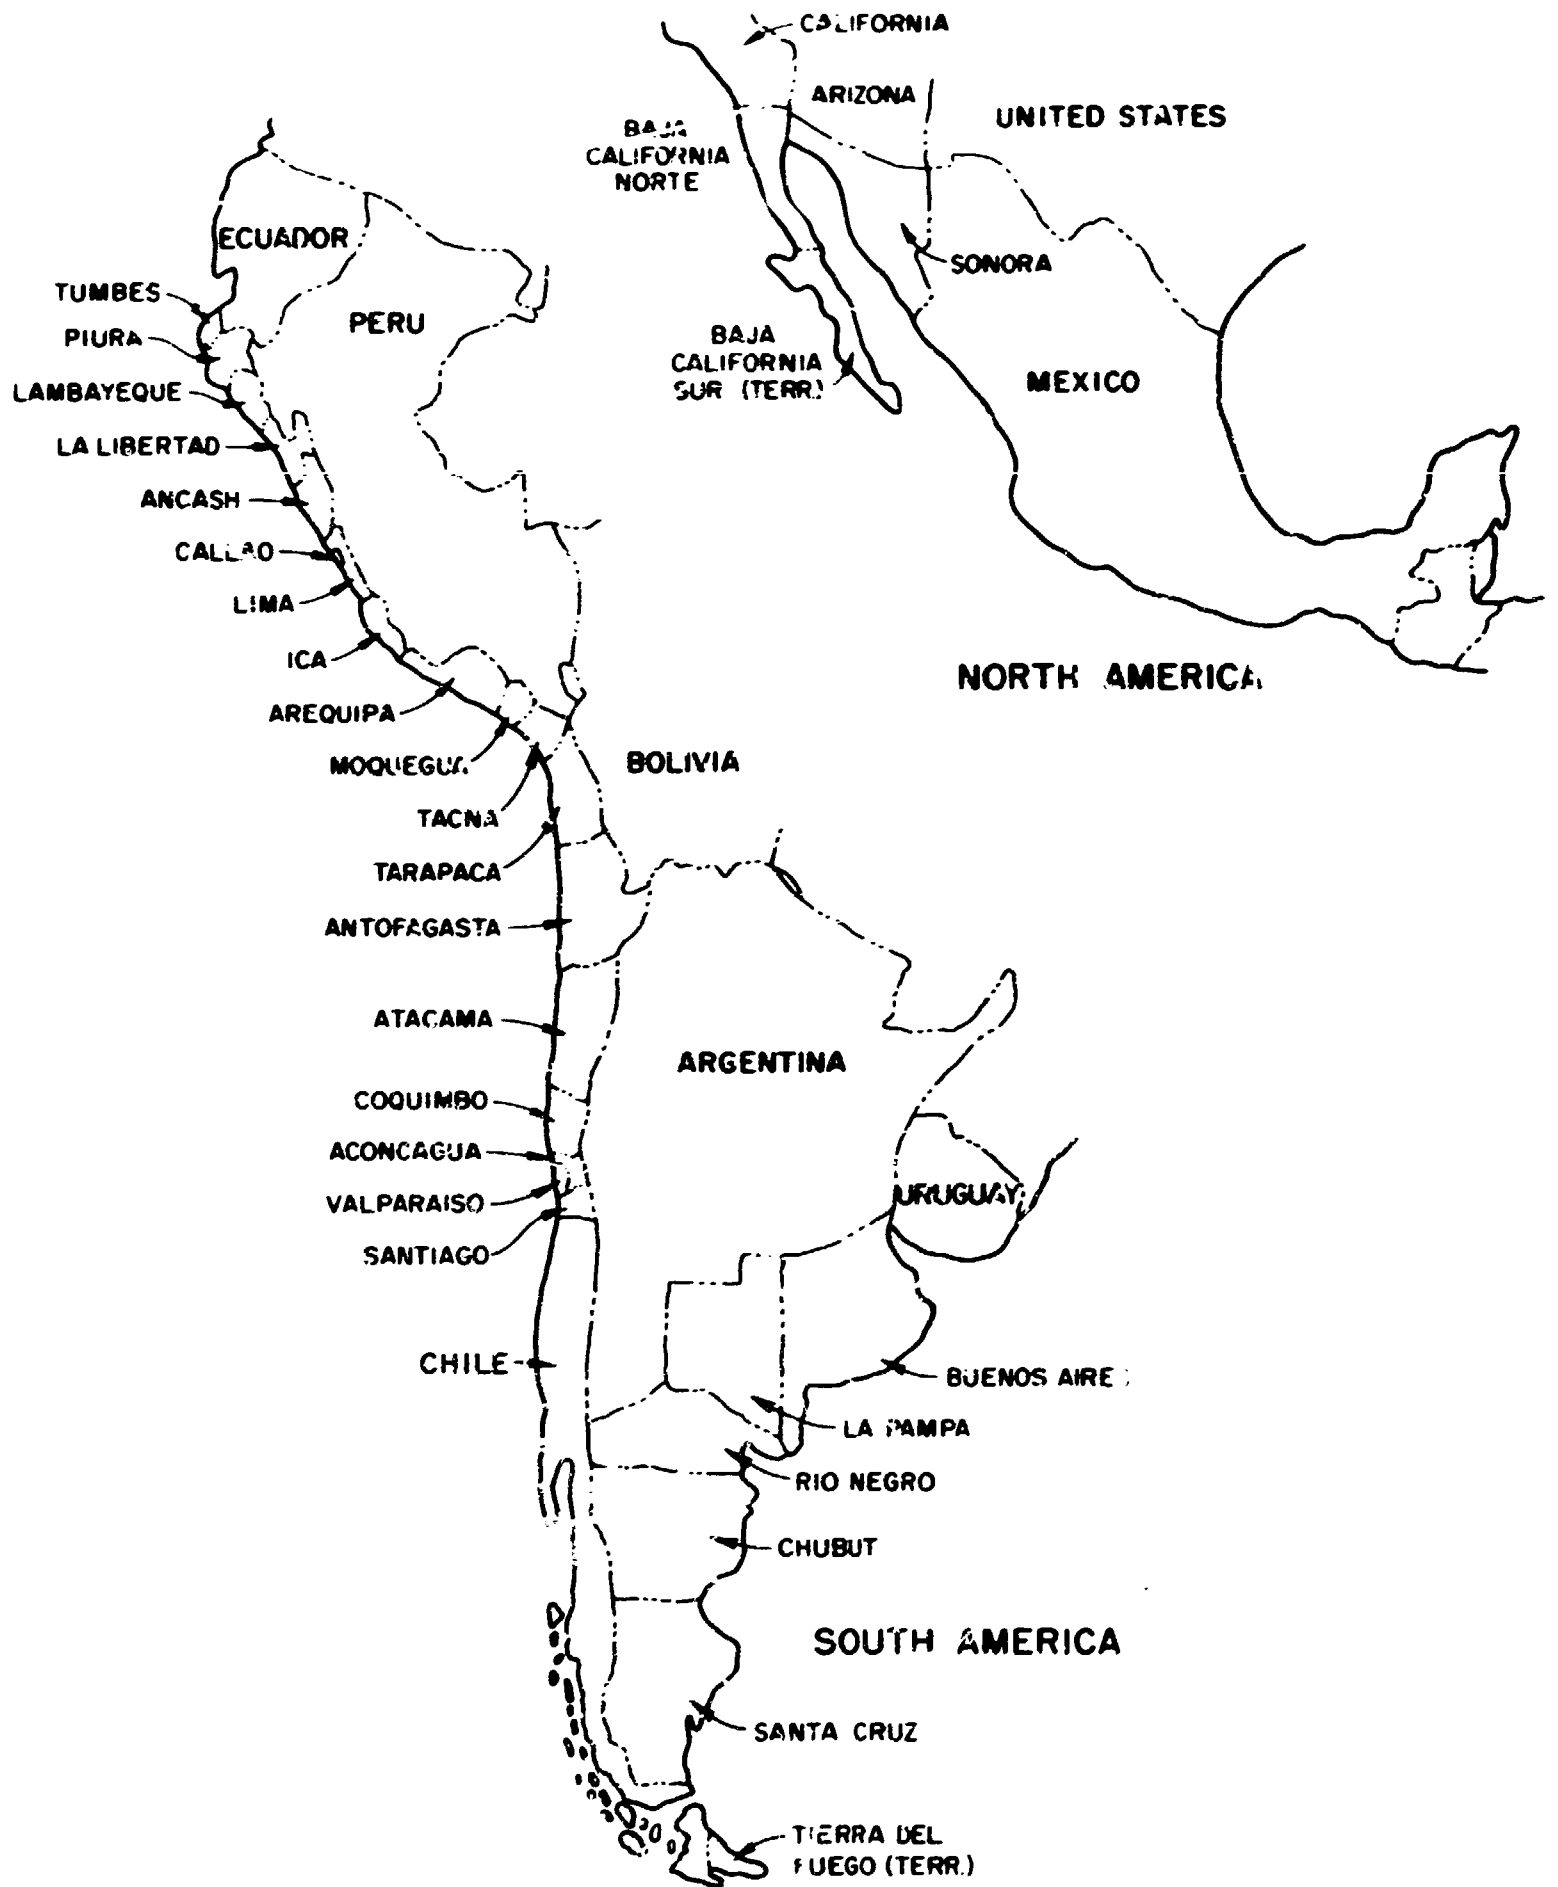 CALIFORNIA
ARIZONA
UNITED STATES
BAJA
CALIFORNIA
NORTE
SONORA
BAJA
CALIFORNIA
SUR (TERR.)
MEXICO
NORTH AMERICA
ECUADOR
PERU
TUMBES
PIURA
LAMBAYEQUE
LA LIBERTAD
ANCASH
CALLAO
LIMA
ICA
AREQUIPA
MOQUEGUA
TACNA
BOLIVIA
TARAPACA
ANTOFAGASTA
ATACAMA
ARGENTINA
COQUIMBO
ACONCAGUA
VALPARAISO
URUGUAY
SANTIAGO
CHILE
BUENOS AIRES
LA PAMPA
RIO NEGRO
CHUBUT
SOUTH AMERICA
SANTA CRUZ
TIERRA DEL
FUEGO (TERR.)